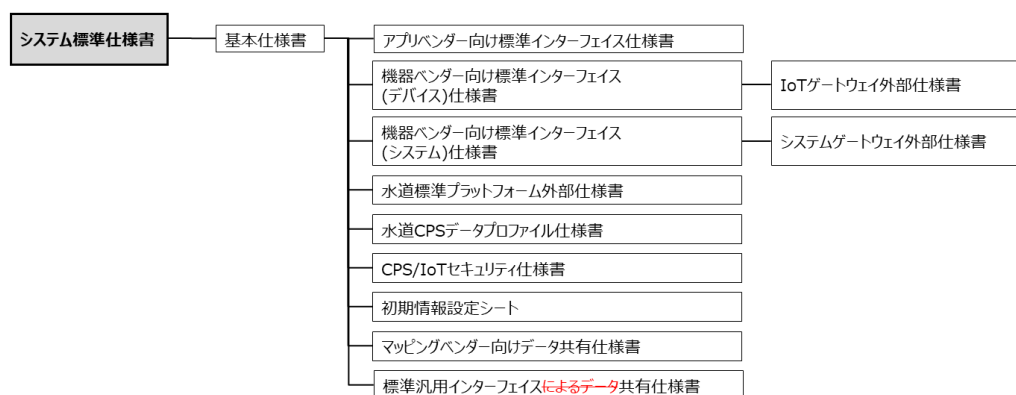 システム標準仕様書
基本仕様書
アプリベンダー向け標準インターフェイス仕様書
機器ベンダー向け標準インターフェイス
(デバイス)仕様書
IoTゲートウェイ外部仕様書
機器ベンダー向け標準インターフェイス
(システム)仕様書
システムゲートウェイ外部仕様書
水道標準プラットフォーム外部仕様書
水道CPSデータプロファイル仕様書
CPS/IoTセキュリティ仕様書
初期情報設定シート
マッピングベンダー向けデータ共有仕様書
標準汎用インターフェイスによるデータ共有仕様書